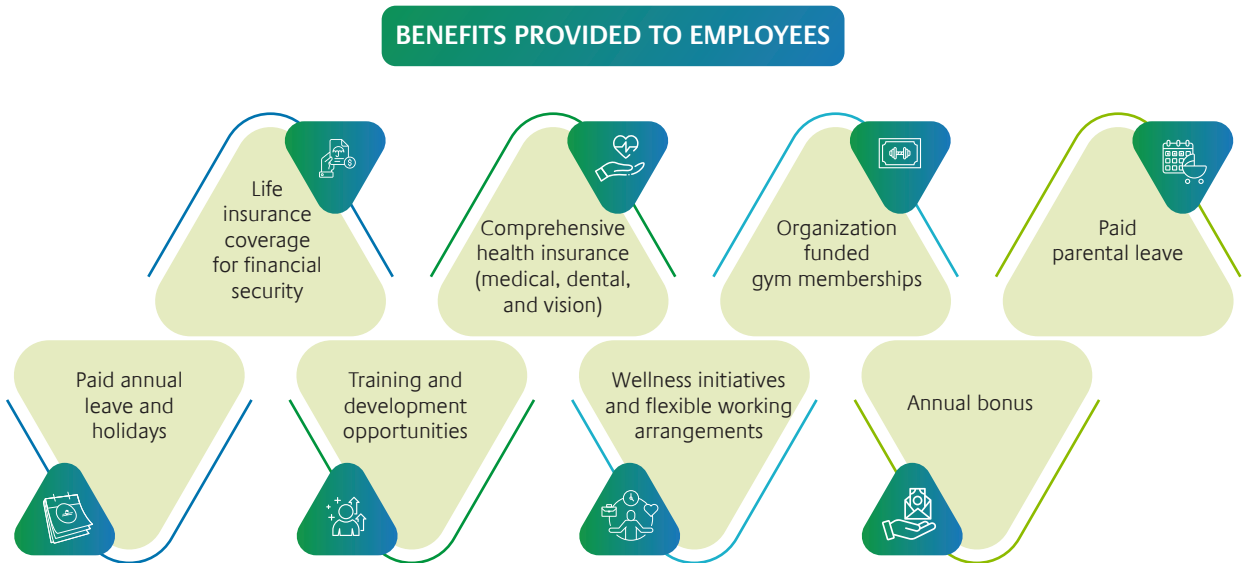 BENEFITS PROVIDED TO EMPLOYEES
Life
insurance
coverage
for financial
security
Comprehensive
health insurance
(medical, dental,
and vision)
Organization
funded
gym memberships
Paid
parental leave
Paid annual
leave and
holidays
Training and
development
opportunities
Wellness initiatives
and flexible working
arrangements
Annual bonus